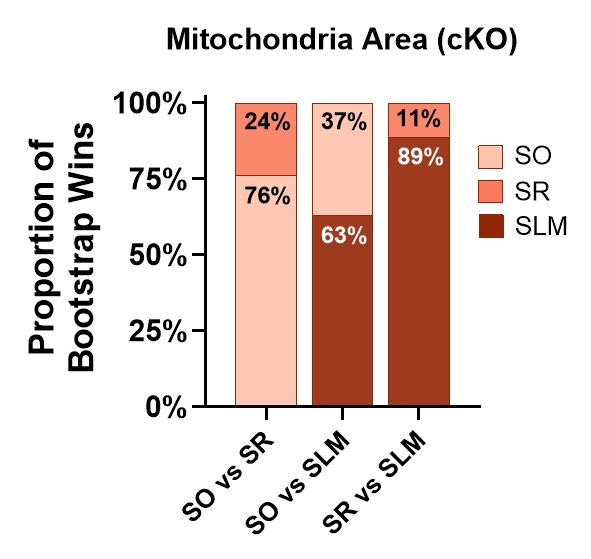 Mitochondria Area (cKO)
Proportion of
Bootstrap Wins
100%
75%
50%
25%
0%
24%
76%
37%
63%
11%
89%
SO
SR
SLM
SO vs SR
SO vs SLM
SR vs SLM